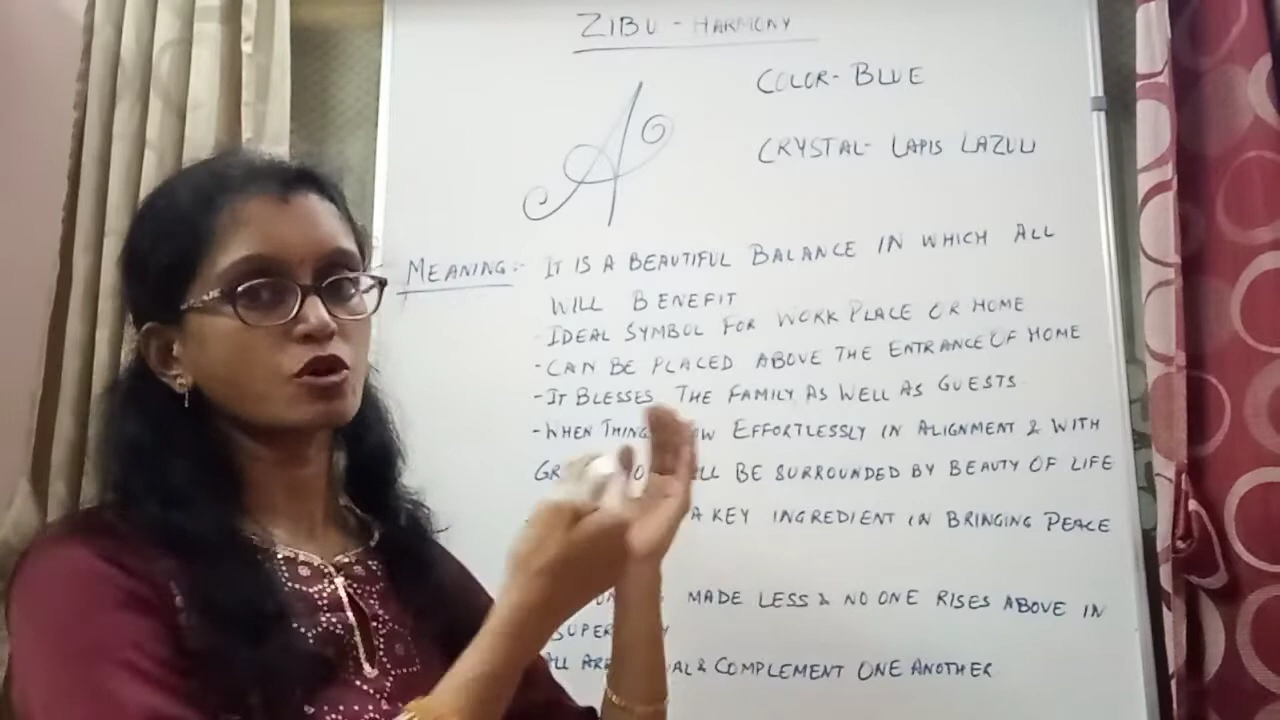 ZIBU - HARMONY
COLOR- BLUE
CRYSTAL- LAPIS LAZULI
MEANING:- IT IS A BEAUTIFUL BALANCE IN WHICH ALL
WILL BENEFIT
- IDEAL SYMBOL FOR WORK PLACE OR HOME
- CAN BE PLACED ABOVE THE ENTRANCE OF HOME
- IT BLESSES THE FAMILY AS WELL AS GUESTS
- WHEN EFFORTLESSLY IN ALIGNMENT & WITH
BE SURROUNDED BY BEAUTY OF LIFE
A KEY INGREDIENT IN BRINGING PEACE
MADE LESS & NO ONE RISES ABOVE IN
& COMPLEMENT ONE ANOTHER